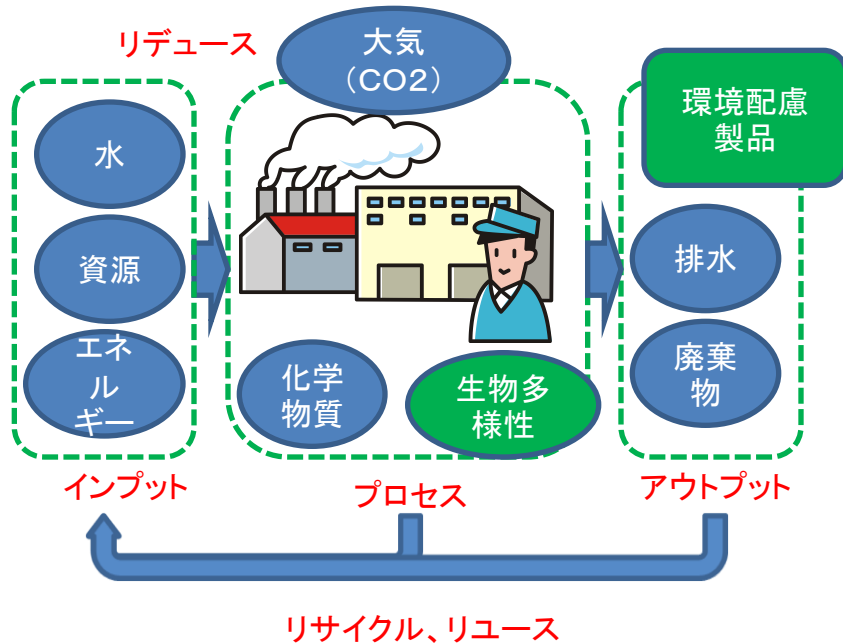 リデュース
大気
(CO2)
環境配慮
製品
水
資源
エネ
ル
ギー
化学
物質
生物多
様性
排水
廃棄
物
インプット
プロセス
アウトプット
リサイクル、リユース